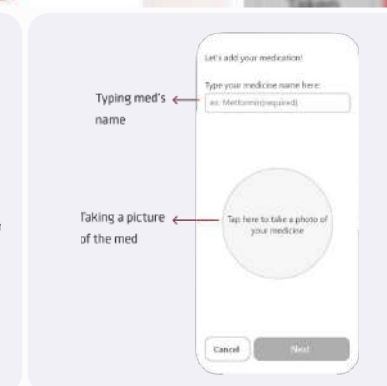 Let's add your medication!
Type your medicine name here:
ex: Metformin(required)
Typing med's
name
Taking a picture
of the med
Tap here to take a photo of
your medicine
Cancel
Next